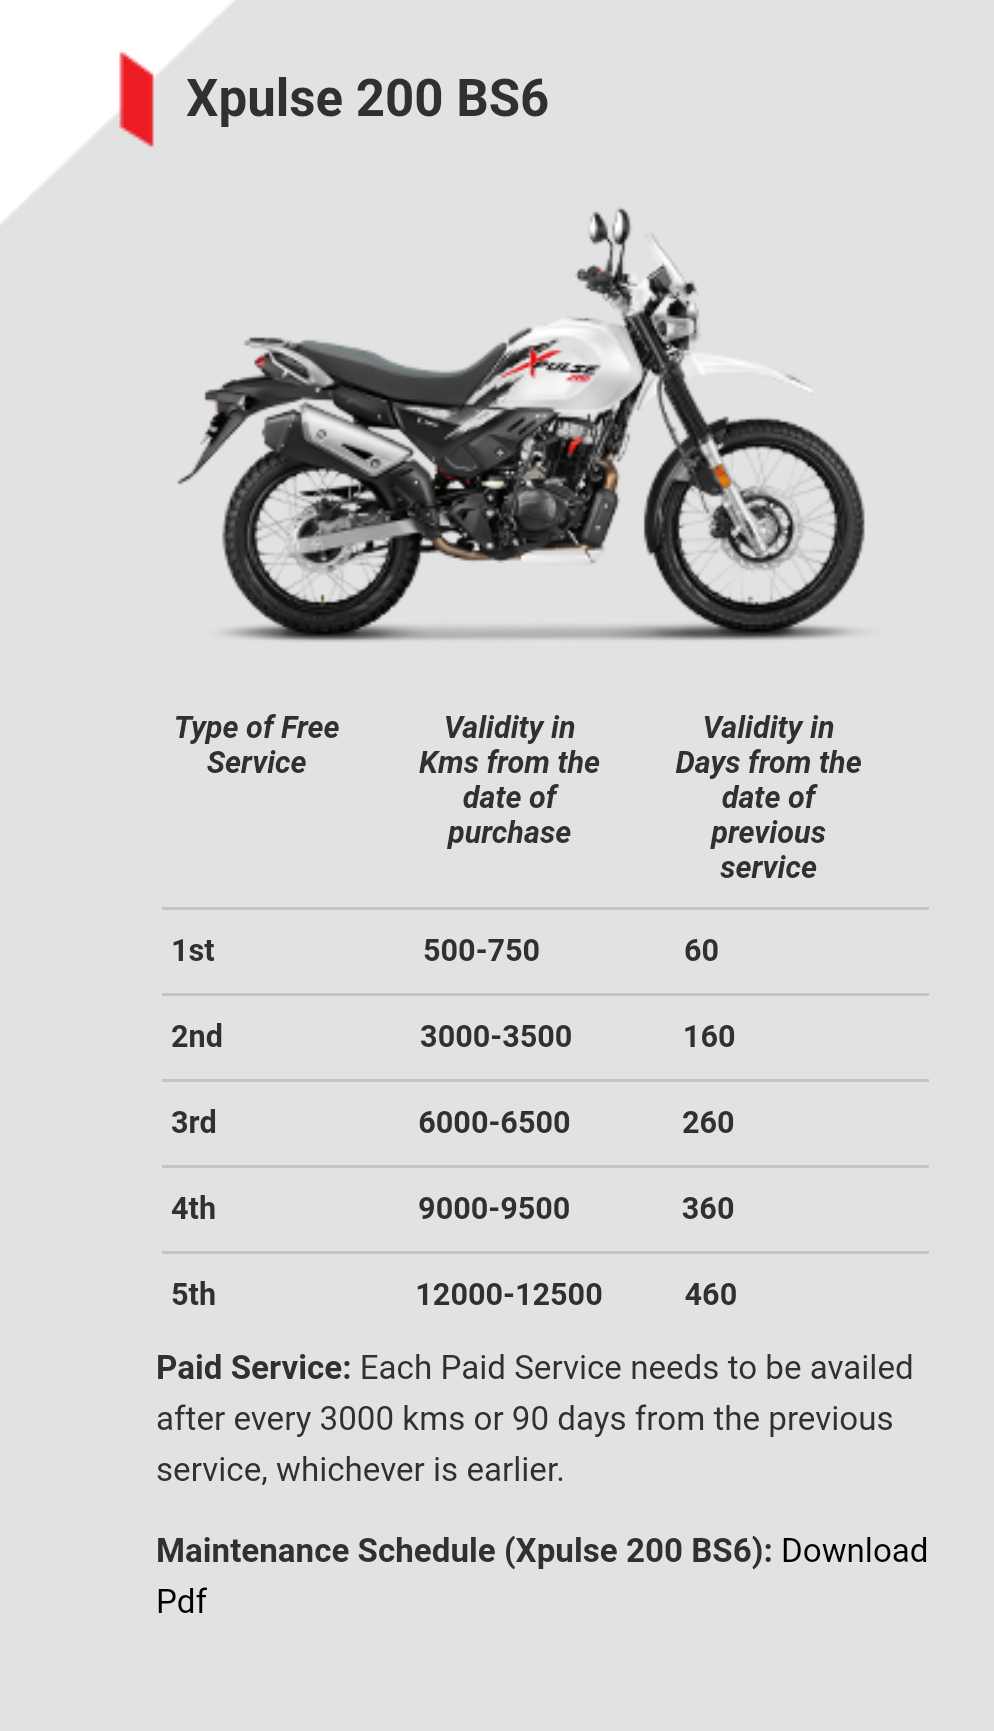 Xpulse 200 BS6
XPULSE
200
Type of Free
Service
Validity in
Kms from the
date of
purchase
Validity in
Days from the
date of
previous
service
1st 500-750 60
2nd 3000-3500 160
3rd 6000-6500 260
4th 9000-9500 360
5th 12000-12500 460
Paid Service: Each Paid Service needs to be availed
after every 3000 kms or 90 days from the previous
service, whichever is earlier.
Maintenance Schedule (Xpulse 200 BS6): Download
Pdf